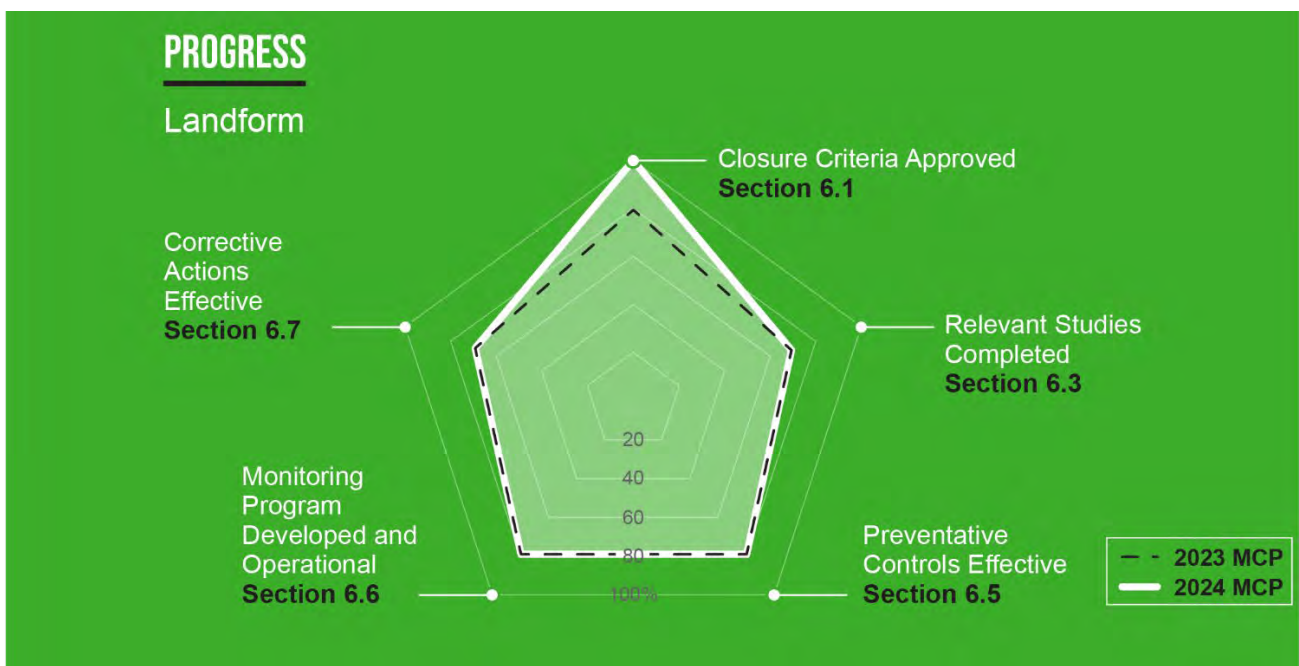 PROGRESS
Landform
Closure Criteria Approved
Section 6.1
Corrective
Actions
Effective
Section 6.7
Relevant Studies
Completed
Section 6.3
20
40
60
80
100%
Monitoring
Program
Developed and
Operational
Section 6.6
Preventative
Controls Effective
Section 6.5
2023 MCP
2024 MCP